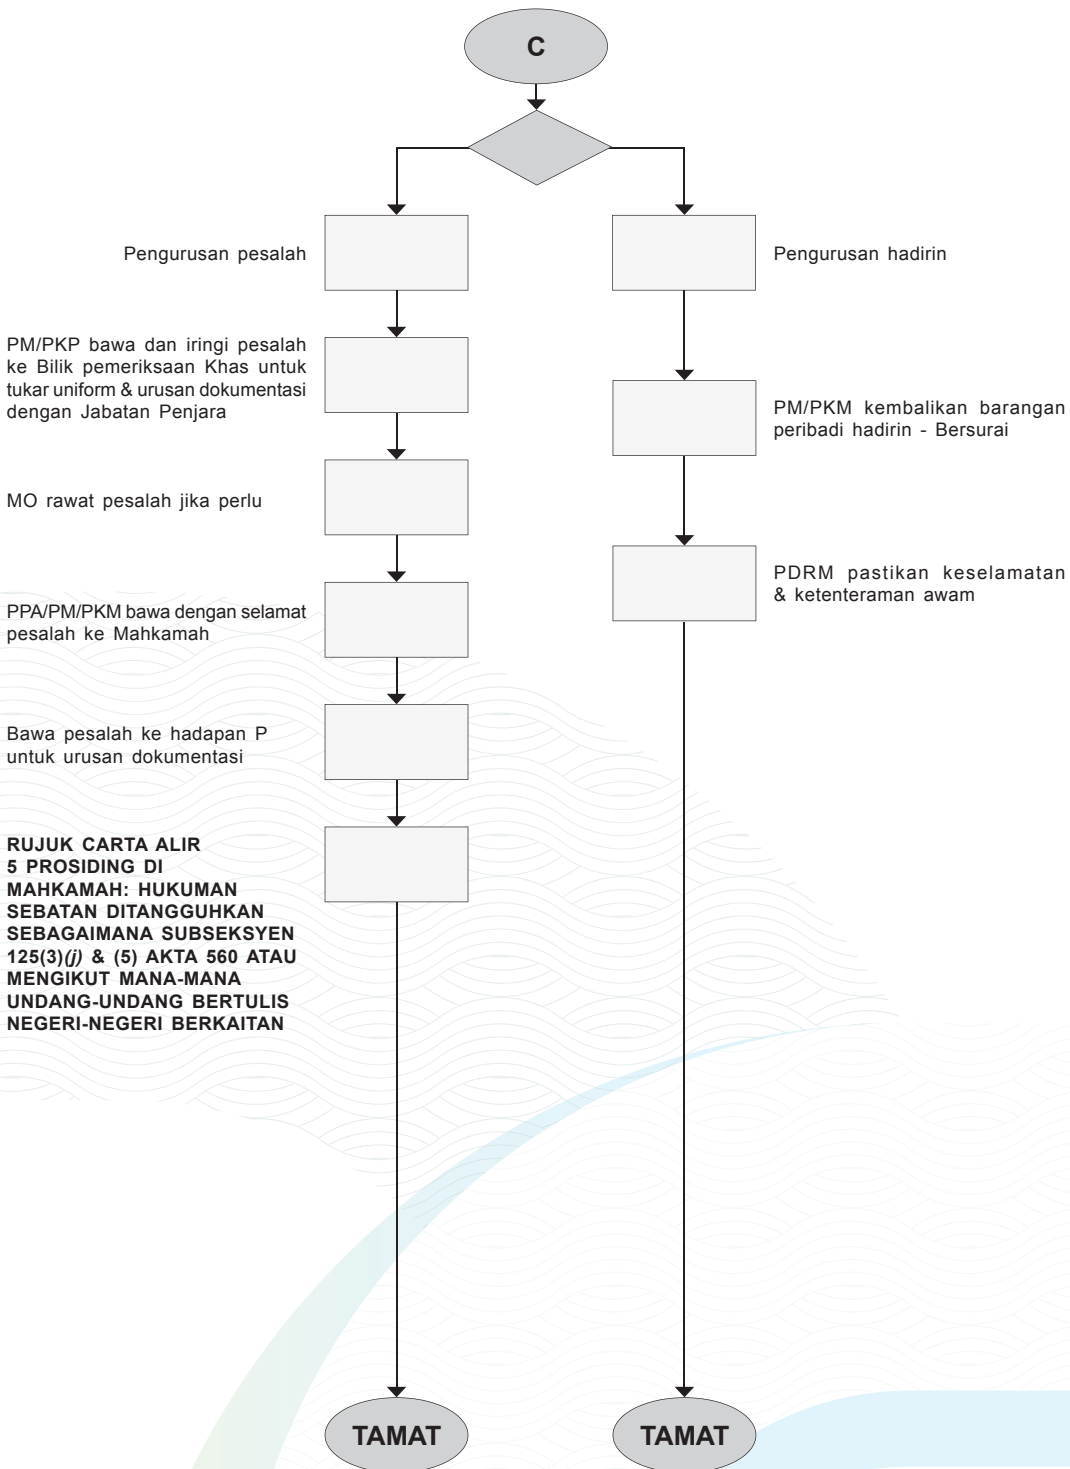 C
Pengurusan pesalah
PM/PKP bawa dan iringi pesalah
ke Bilik pemeriksaan Khas untuk
tukar uniform & urusan dokumentasi
dengan Jabatan Penjara
MO rawat pesalah jika perlu
PPA/PM/PKM bawa dengan selamat
pesalah ke Mahkamah
Bawa pesalah ke hadapan P
untuk urusan dokumentasi
RUJUK CARTA ALIR
5 PROSIDING DI
MAHKAMAH: HUKUMAN
SEBATAN DITANGGUHKAN
SEBAGAIMANA SUBSEKSYEN
125(3)(j) & (5) AKTA 560 ATAU
MENGIKUT MANA-MANA
UNDANG-UNDANG BERTULIS
NEGERI-NEGERI BERKAITAN
TAMAT
Pengurusan hadirin
PM/PKM kembalikan barangan
peribadi hadirin - Bersurai
PDRM pastikan keselamatan
& ketenteraman awam
TAMAT